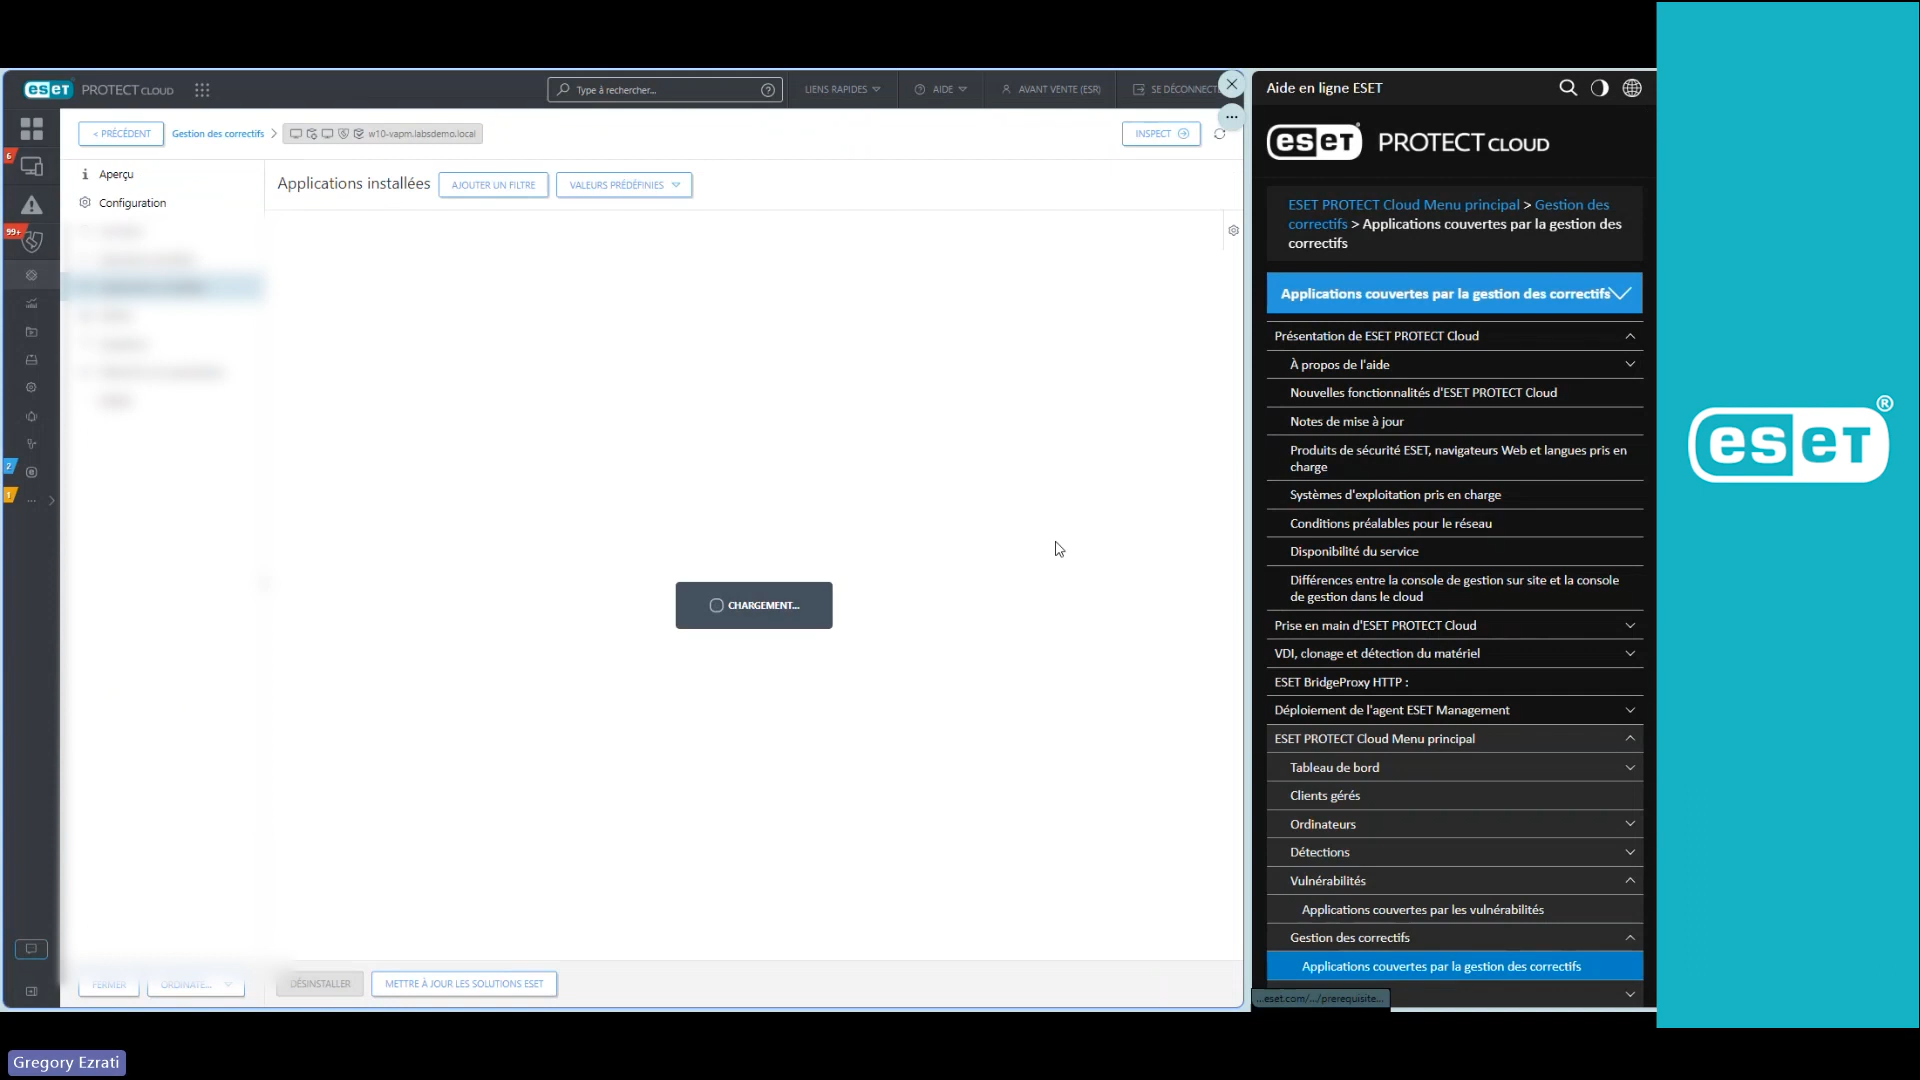 eset PROTECT CLOUD
Type à rechercher...
LIENS RAPIDES
AIDE
AVANT VENTE (ESR)
SE DÉCONNECTE
< PRÉCÉDENT
Gestion des correctifs
w10-vapm.labsdemo.local
INSPECT
6
99+
2
1
Aperçu
Configuration
Applications installées
AJOUTER UN FILTRE
VALEURS PRÉDÉFINIES
CHARGEMENT...
FERMER
ORDINATE...
DÉSINSTALLER
METTRE À JOUR LES SOLUTIONS ESET
Aide en ligne ESET
eset® PROTECT CLOUD
ESET PROTECT Cloud Menu principal > Gestion des
correctifs > Applications couvertes par la gestion des
correctifs
Applications couvertes par la gestion des correctifs
Présentation de ESET PROTECT Cloud
À propos de l'aide
Nouvelles fonctionnalités d'ESET PROTECT Cloud
Notes de mise à jour
Produits de sécurité ESET, navigateurs Web et langues pris en
charge
Systèmes d'exploitation pris en charge
Conditions préalables pour le réseau
Disponibilité du service
Différences entre la console de gestion sur site et la console
de gestion dans le cloud
Prise en main d'ESET PROTECT Cloud
VDI, clonage et détection du matériel
ESET BridgeProxy HTTP :
Déploiement de l'agent ESET Management
ESET PROTECT Cloud Menu principal
Tableau de bord
Clients gérés
Ordinateurs
Détections
Vulnérabilités
Applications couvertes par les vulnérabilités
Gestion des correctifs
Applications couvertes par la gestion des correctifs
...eset.com/.../prerequisite...
eset®
Gregory Ezrati